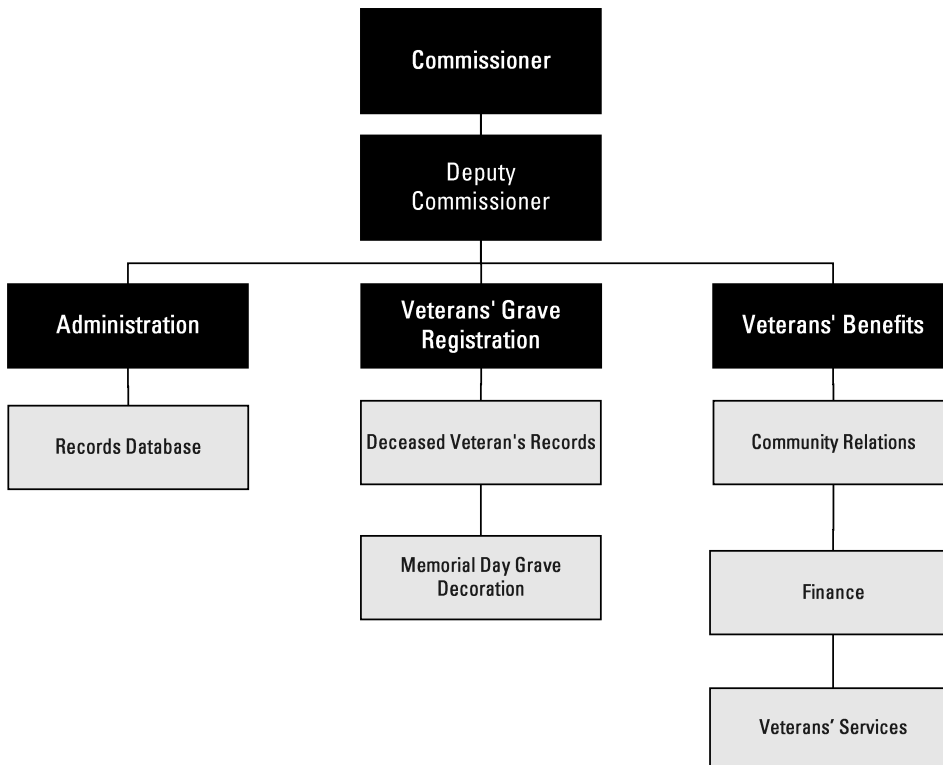 Commissioner
Deputy
Commissioner
Administration
Veterans' Grave
Registration
Veterans' Benefits
Records Database
Deceased Veteran's Records
Community Relations
Memorial Day Grave
Decoration
Finance
Veterans’ Services